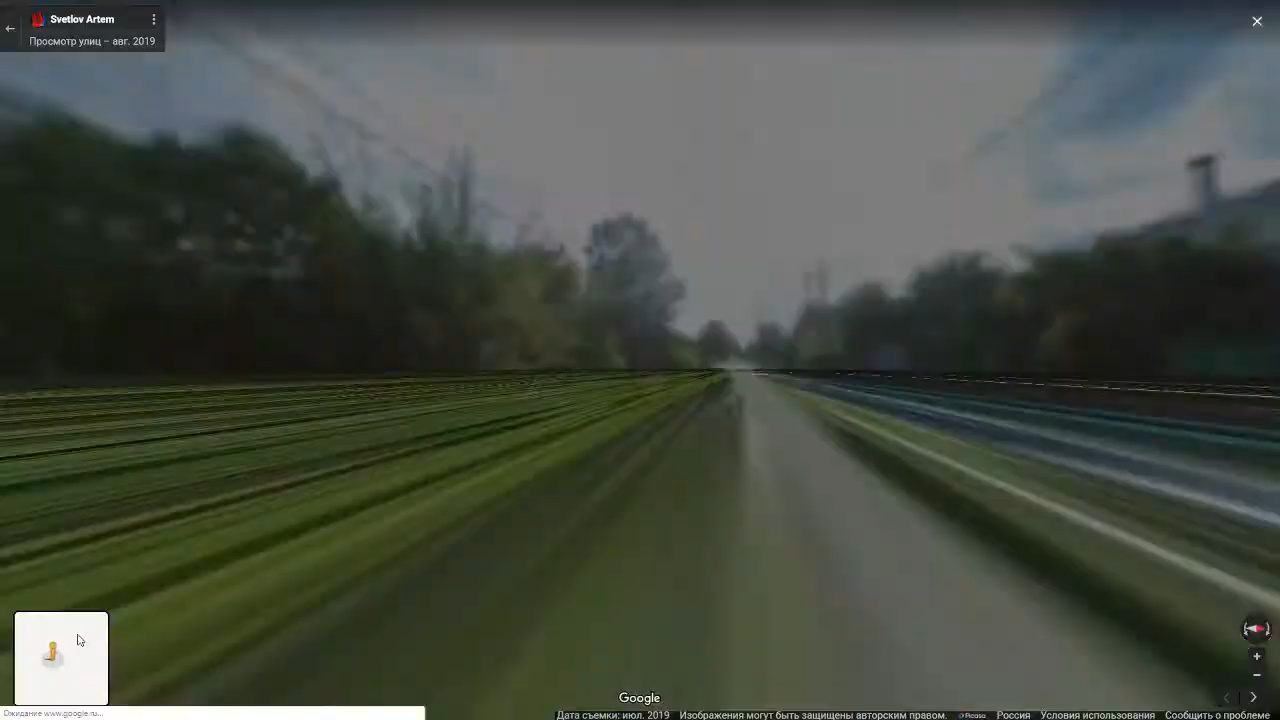 Svetlov Artem
Просмотр улиц – авг. 2019
Google
Ожидание www.google.ru...
Дата съемки: июл. 2019 Изображения могут быть защищены авторским правом. Picasa Россия Условия использования Сообщить о проблеме